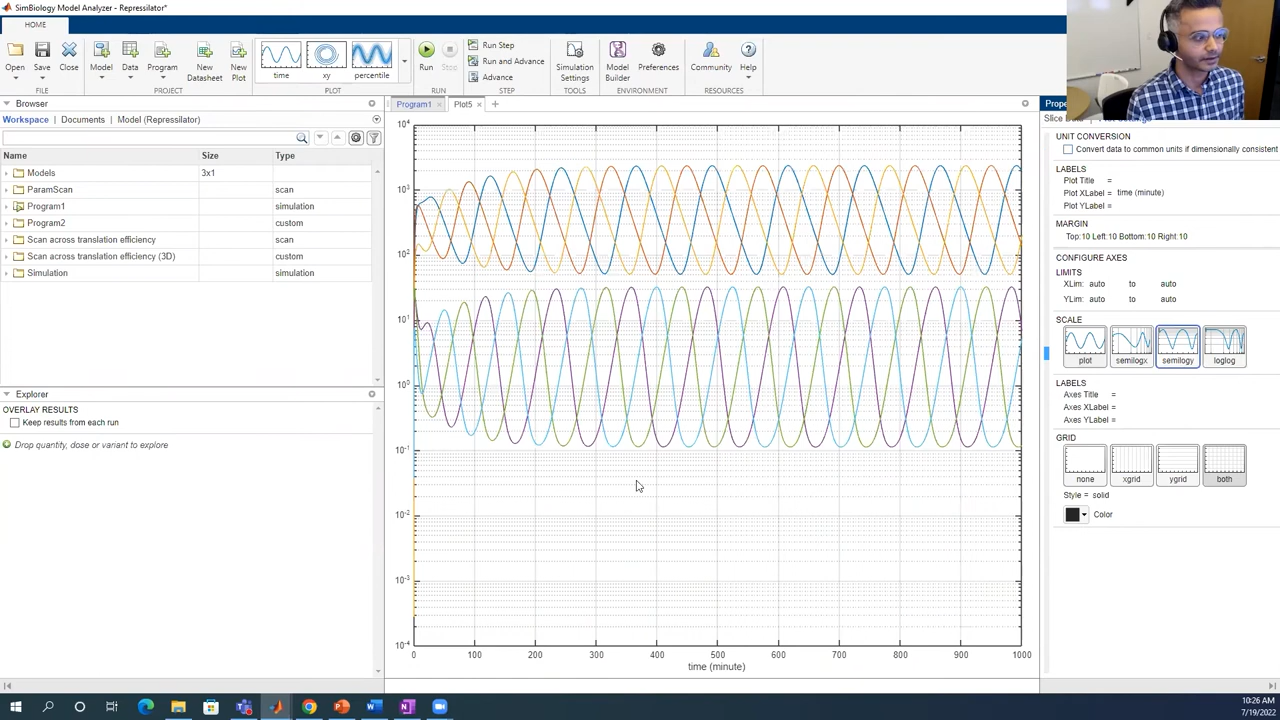 SimBiology Model Analyzer - Repressilator*
HOME
Open
Save
Close
Model
Data
Program
New Datasheet
New Plot
time
xy
percentile
Run
Stop
Run Step
Run and Advance
Advance
Simulation Settings
Model Builder
Preferences
Community
Help
FILE
PROJECT
PLOT
RUN
STEP
TOOLS
ENVIRONMENT
RESOURCES
Browser
Workspace Documents Model (Repressilator)
Name Size Type
Models 3x1
ParamScan scan
Program1 simulation
Program2 custom
Scan across translation efficiency scan
Scan across translation efficiency (3D) custom
Simulation simulation
Explorer
OVERLAY RESULTS
Keep results from each run
Drop quantity, dose or variant to explore
Program1 Plot5
10^4
10^3
10^2
10^1
10^0
10^-1
10^-2
10^-3
10^-4
0 100 200 300 400 500 600 700 800 900 1000
time (minute)
UNIT CONVERSION
Convert data to common units if dimensionally consistent
LABELS
Plot Title =
Plot XLabel = time (minute)
Plot YLabel =
MARGIN
Top:10 Left:10 Bottom:10 Right:10
CONFIGURE AXES
LIMITS
XLim: auto to auto
YLim: auto to auto
SCALE
plot semilogx semilogy loglog
LABELS
Axes Title =
Axes XLabel =
Axes YLabel =
GRID
none xgrid ygrid both
Style = solid
Color
10:26 AM
7/19/2022